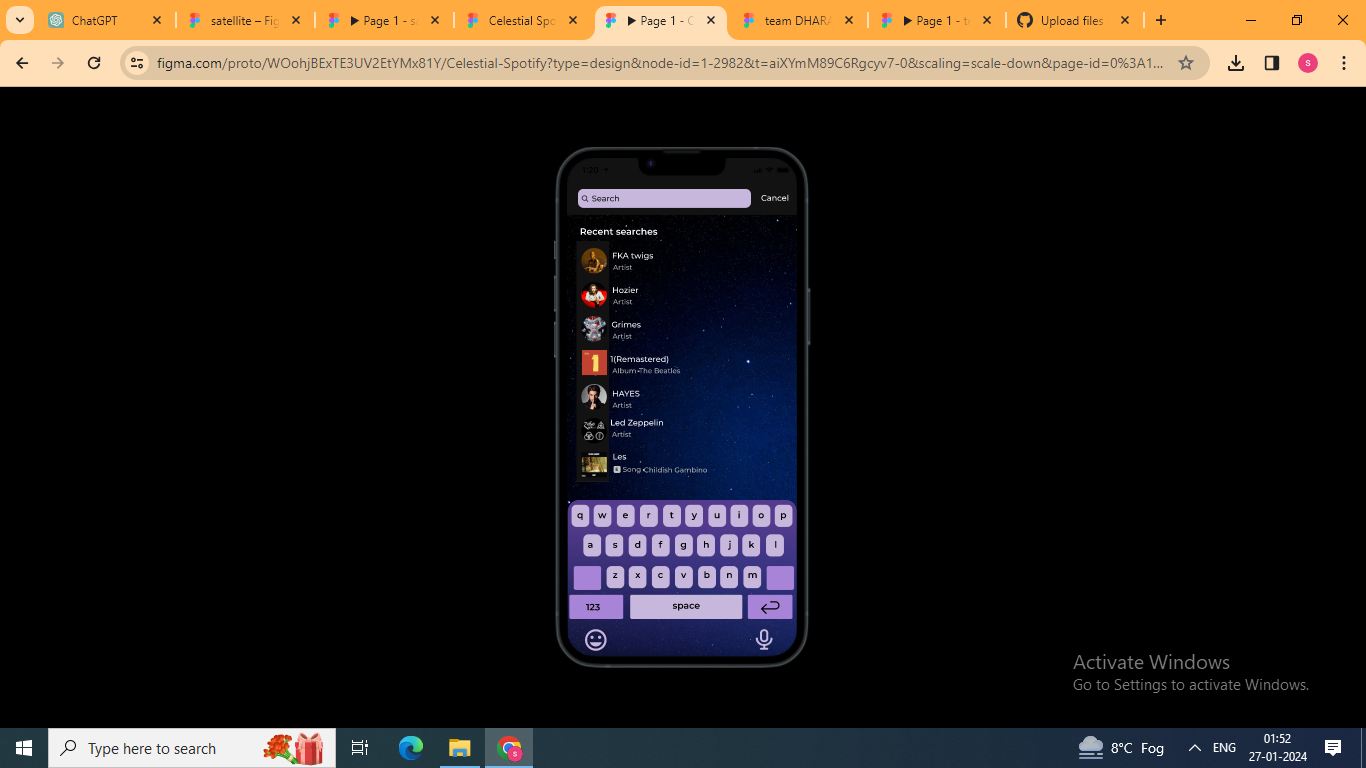 ChatGPT
satellite – Fig
Page 1 - s
Celestial Spo
Page 1 - C
team DHARA
Page 1 - t
Upload files
figma.com/proto/WOohjBExTE3UV2EtYMx81Y/Celestial-Spotify?type=design&node-id=1-2982&t=aiXYmM89C6Rgcyv7-0&scaling=scale-down&page-id=0%3A1...
S
1:20
Search
Cancel
Recent searches
FKA twigs
Artist
Hozier
Artist
Grimes
Artist
1
1(Remastered)
Album•The Beatles
HAYES
Artist
Led Zeppelin
Artist
Les
E Song •Childish Gambino
q w e r t y u i o p
a s d f g h j k l
z x c v b n m
123 space
Activate Windows
Go to Settings to activate Windows.
Type here to search
S
8°C Fog
ENG
01:52
27-01-2024